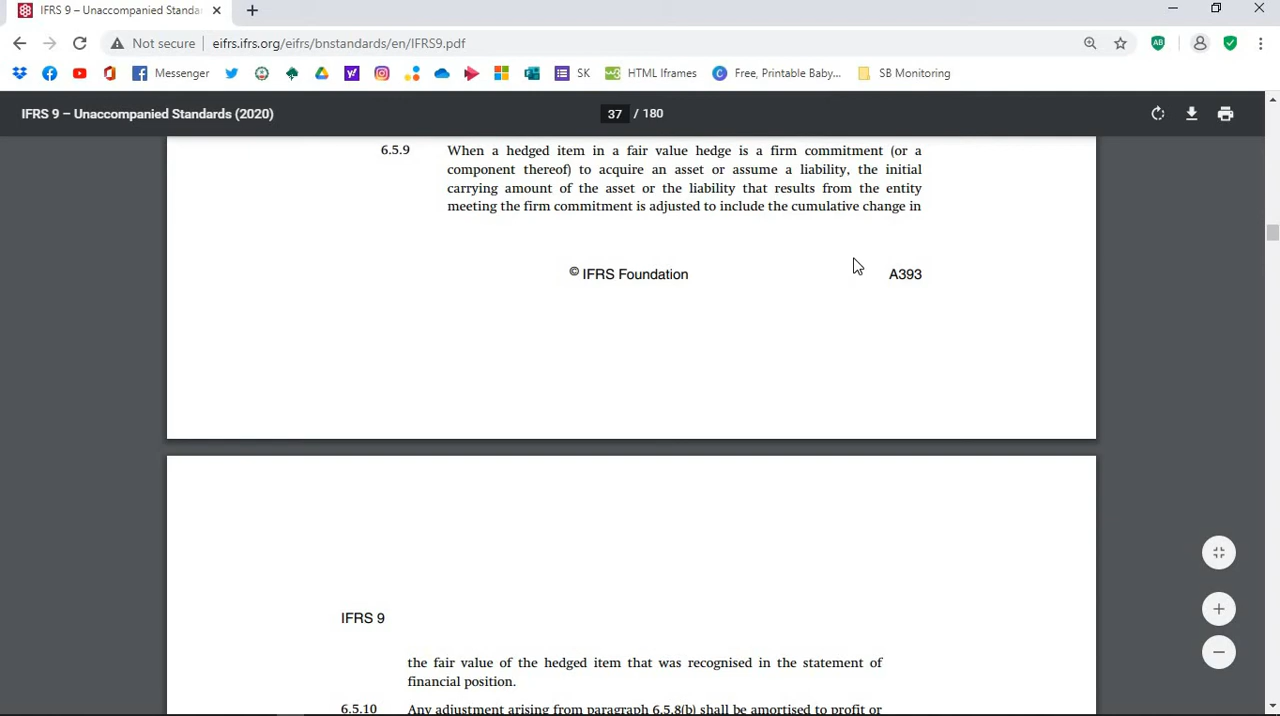 IFRS 9 – Unaccompanied Standa
Not secure
eifrs.ifrs.org/eifrs/bnstandards/en/IFRS9.pdf
AB
Messenger
SK
HTML Iframes
Free, Printable Baby...
SB Monitoring
IFRS 9 – Unaccompanied Standards (2020)
37 / 180
6.5.9 When a hedged item in a fair value hedge is a firm commitment (or a
component thereof) to acquire an asset or assume a liability, the initial
carrying amount of the asset or the liability that results from the entity
meeting the firm commitment is adjusted to include the cumulative change in
© IFRS Foundation A393
IFRS 9
the fair value of the hedged item that was recognised in the statement of
financial position.
6.5.10 Any adjustment arising from paragraph 6.5.8(b) shall be amortised to profit or